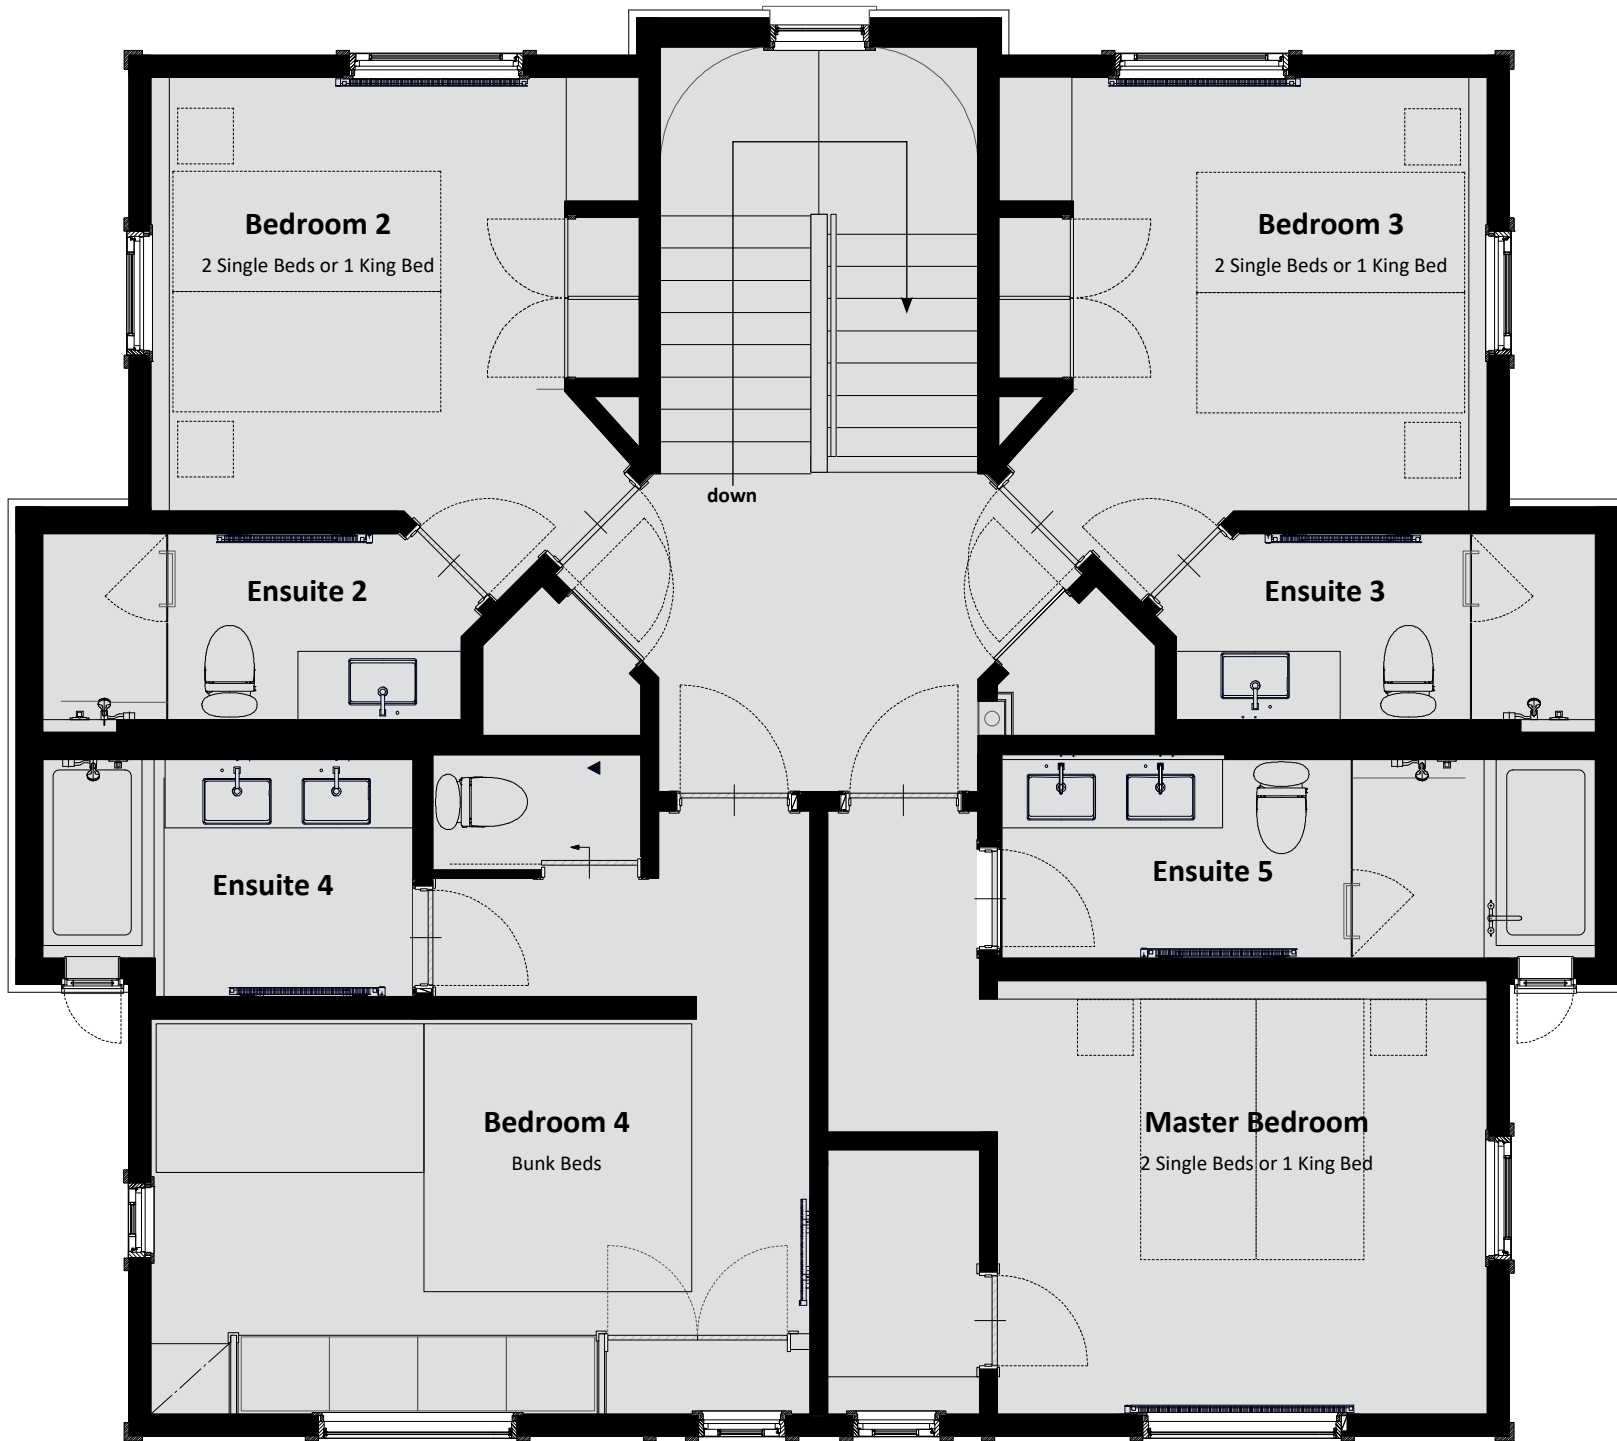 Bedroom 2
2 Single Beds or 1 King Bed
Bedroom 3
2 Single Beds or 1 King Bed
down
Ensuite 2
Ensuite 3
Ensuite 4
Ensuite 5
Bedroom 4
Bunk Beds
Master Bedroom
2 Single Beds or 1 King Bed